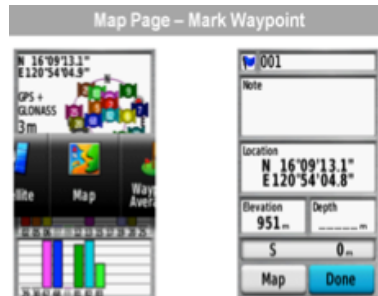 Map Page – Mark Waypoint
N 16°09'13.1"
E120°54'04.9"
GPS +
GLONASS
3m
llite
Map
Way
Avera
001
Note
Location
N 16°09'13.1"
E120°54'04.8"
Elevation
951m
Depth
_____m
S
0m
Map
Done